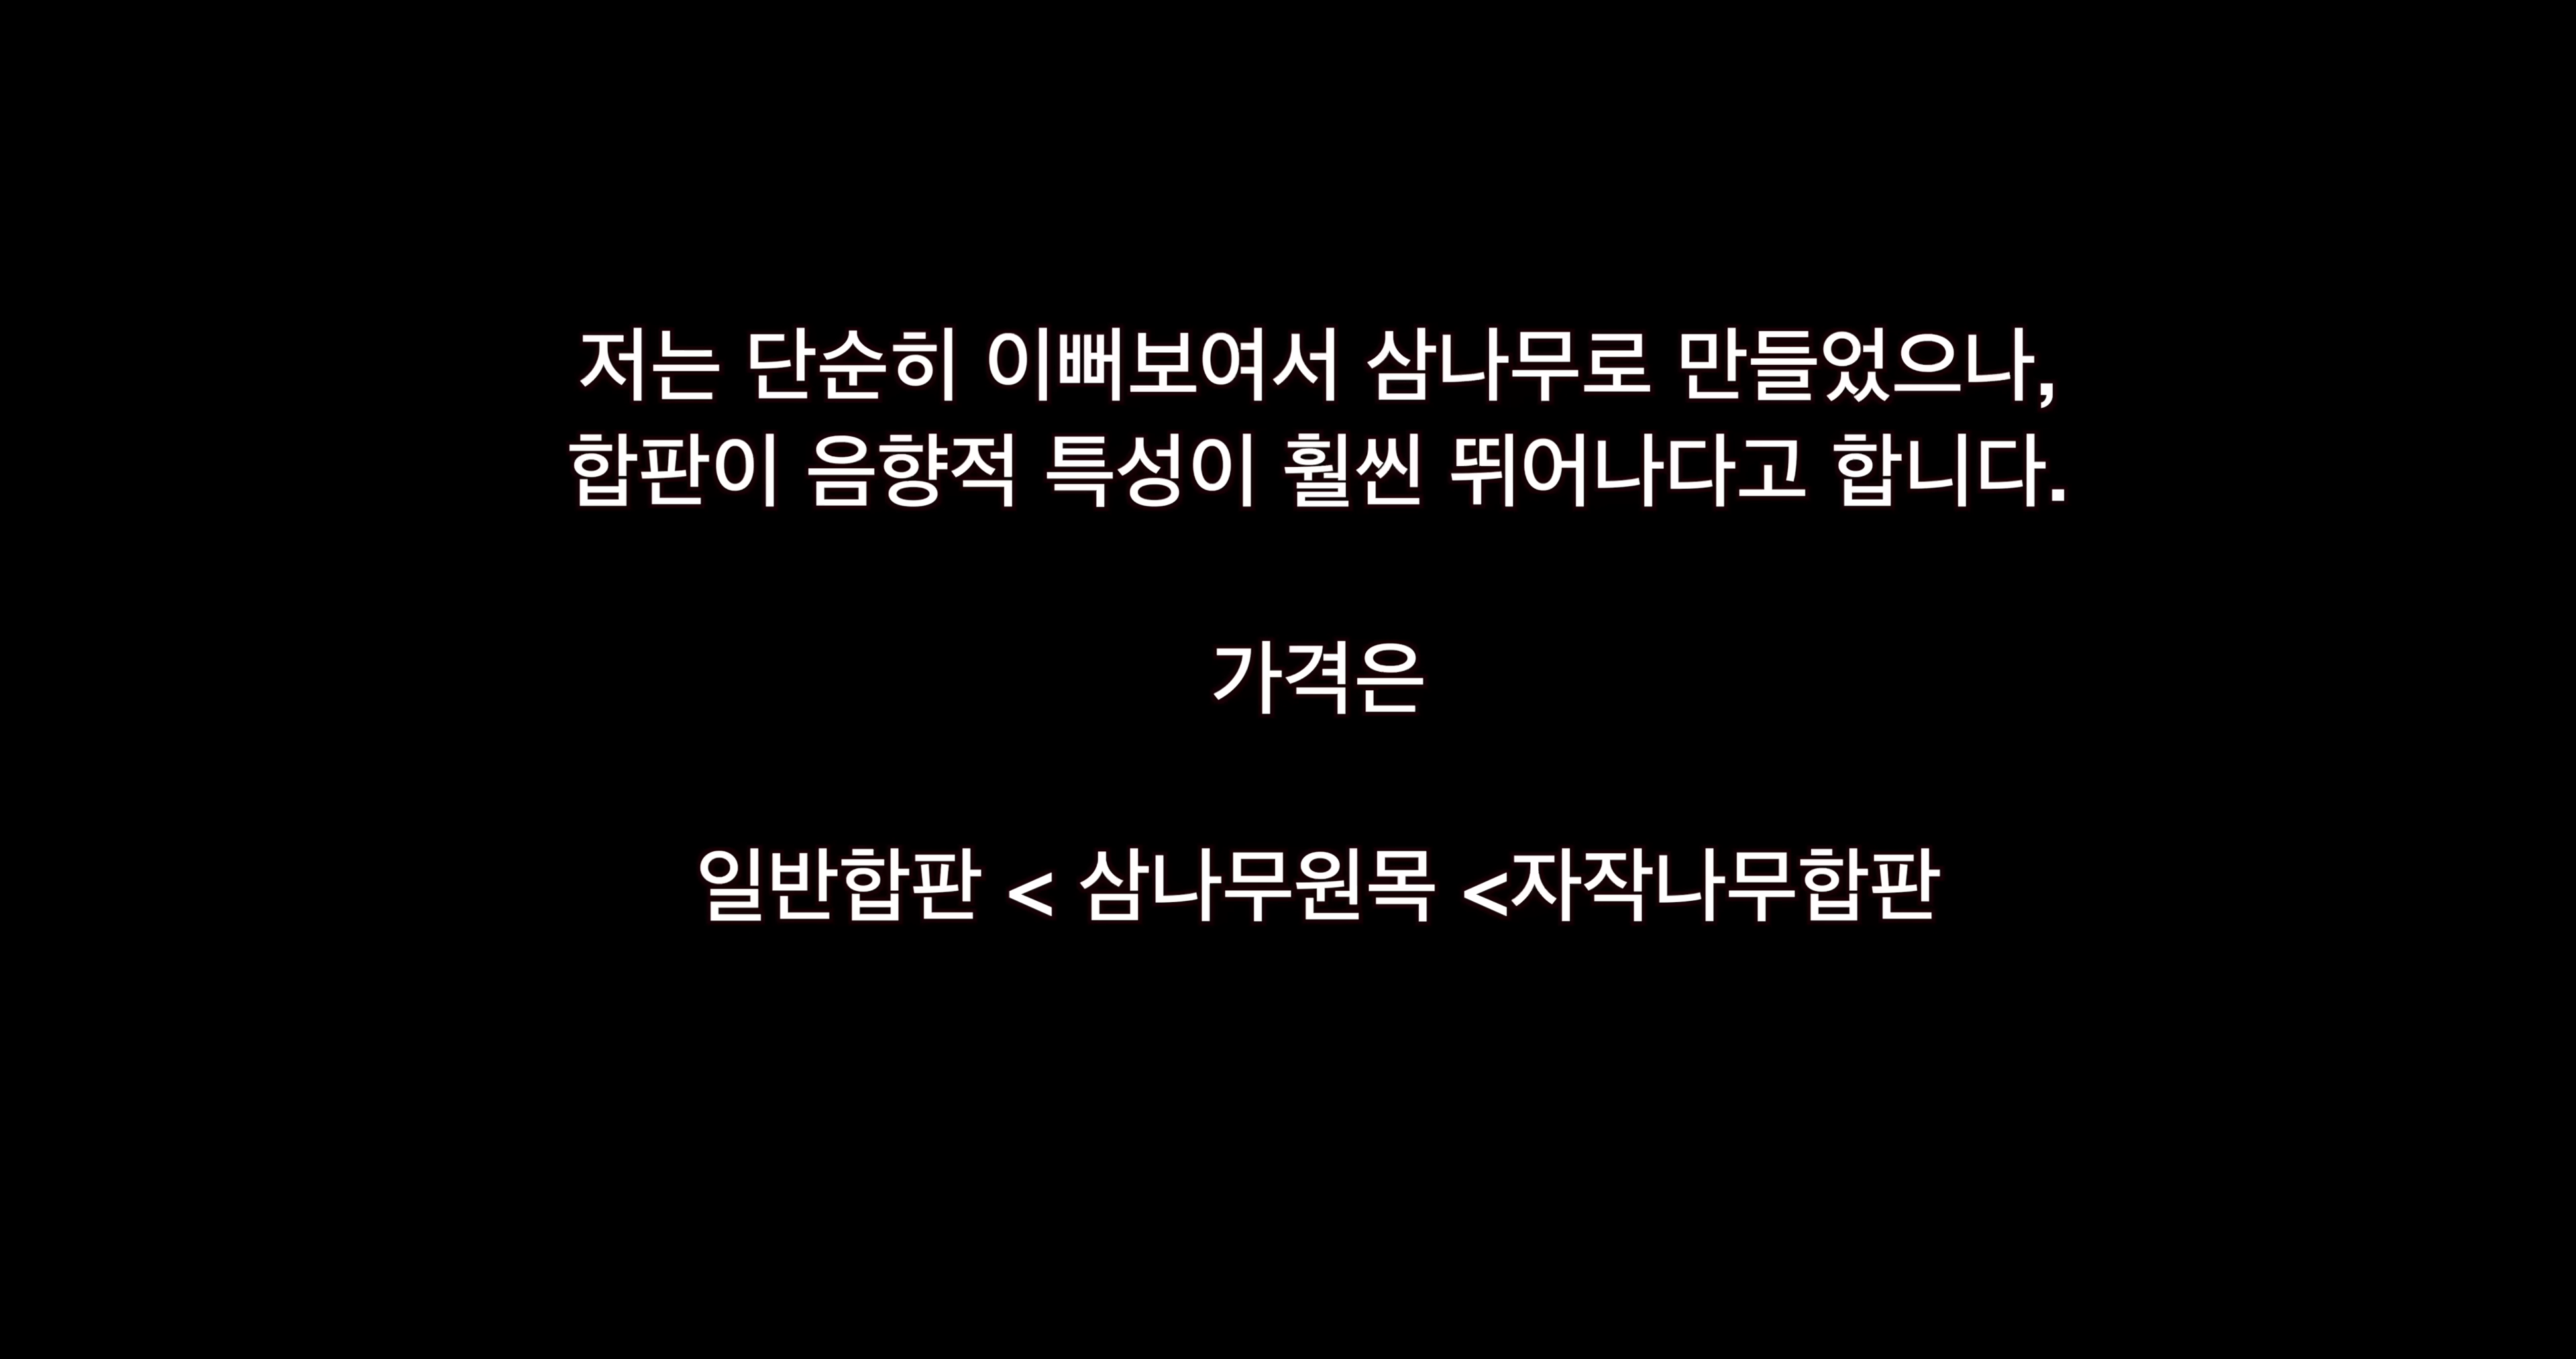 저는 단순히 이뻐보여서 삼나무로 만들었으나,
합판이 음향적 특성이 훨씬 뛰어나다고 합니다.
가격은
일반합판 < 삼나무원목 <자작나무합판